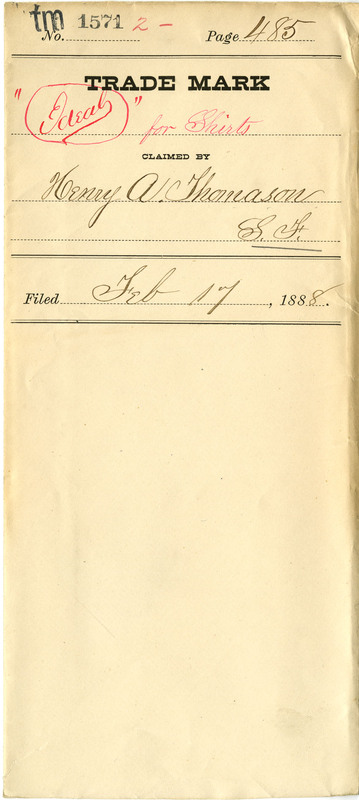 tm No. 1571 2- Page 485
TRADE MARK
"Ideal"
for Shirts
CLAIMED BY
Henry A. Thomason
S. F.
Filed Feb 17, 1888.